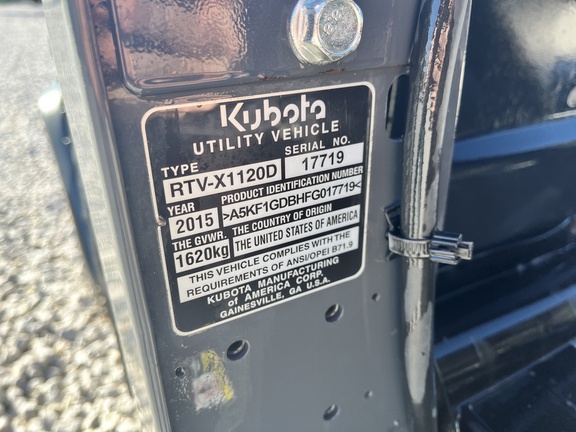 Kubota
UTILITY VEHICLE
TYPE SERIAL NO.
RTV-X1120D 17719
YEAR PRODUCT IDENTIFICATION NUMBER
2015 >A5KF1GDBHFG017719<
THE GVWR. THE COUNTRY OF ORIGIN
1620kg THE UNITED STATES OF AMERICA
THIS VEHICLE COMPLIES WITH THE
REQUIREMENTS OF ANSI/OPEI B71.9
KUBOTA MANUFACTURING
of AMERICA CORP.
GAINESVILLE, GA U.S.A.